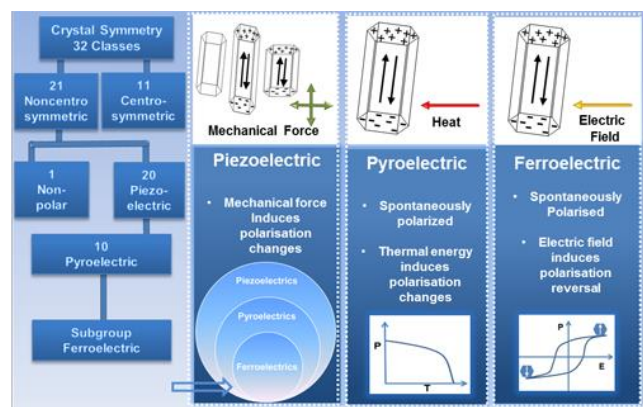 Crystal Symmetry
32 Classes
21
Noncentro
symmetric
11
Centro-
symmetric
1
Non-
polar
20
Piezo-
electric
10
Pyroelectric
Subgroup
Ferroelectric
Mechanical Force
Piezoelectric
• Mechanical force
Induces
polarisation
changes
Piezoelectrics
Pyroelectrics
Ferroelectrics
Heat
Pyroelectric
• Spontaneously
polarized
• Thermal energy
induces
polarisation
changes
P
T
Electric
Field
Ferroelectric
• Spontaneously
Polarised
• Electric field
induces
polarisation
reversal
P
E